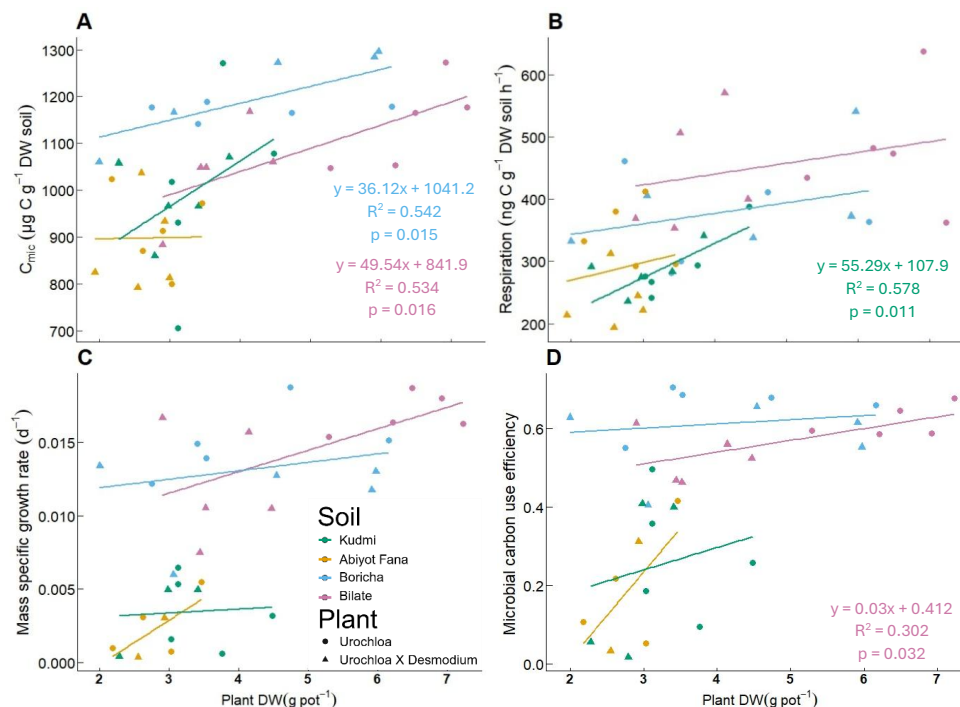 A
C_mic (µg C g⁻¹ DW soil)
1300
1200
1100
1000
900
800
700
y = 36.12x + 1041.2
R² = 0.542
p = 0.015
y = 49.54x + 841.9
R² = 0.534
p = 0.016
B
Respiration (ng C g⁻¹ DW soil h⁻¹)
600
500
400
300
200
y = 55.29x + 107.9
R² = 0.578
p = 0.011
C
Mass specific growth rate (d⁻¹)
0.015
0.010
0.005
0.000
Soil
Kudmi
Abiyot Fana
Boricha
Bilate
Plant
Urochloa
Urochloa X Desmodium
2 3 4 5 6 7
Plant DW(g pot⁻¹)
D
Microbial carbon use efficiency
0.6
0.4
0.2
0.0
y = 0.03x + 0.412
R² = 0.302
p = 0.032
2 3 4 5 6 7
Plant DW(g pot⁻¹)